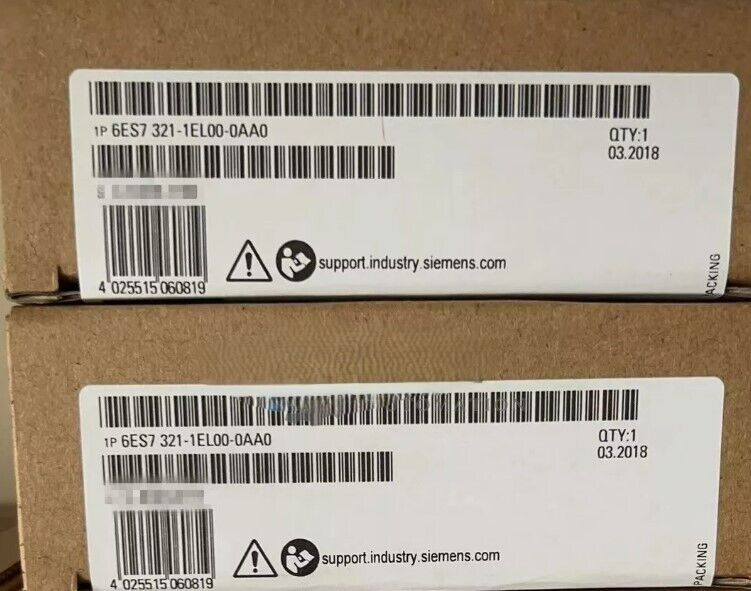 1P 6ES7 321-1EL00-0AA0
QTY:1
03.2018
support.industry.siemens.com
4 025515 060819
PACKING
1P 6ES7 321-1EL00-0AA0
QTY:1
03.2018
support.industry.siemens.com
4 025515 060819
PACKING